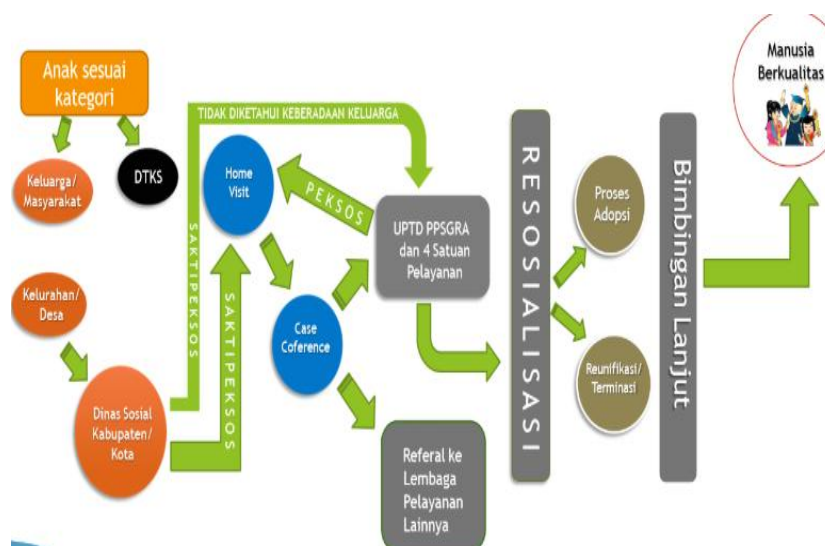 Anak sesuai
kategori
Keluarga/
Masyarakat
DTKS
Kelurahan/
Desa
Dinas Sosial
Kabupaten/
Kota
SAKTIPEKSOS
TIDAK DIKETAHUI KEBERADAAN KELUARGA
SAKTIPEKSOS
Home
Visit
PEKSOS
Case
Coference
UPTD PPSGRA
dan 4 Satuan
Pelayanan
Referal ke
Lembaga
Pelayanan
Lainnya
RESOSIALISASI
Proses
Adopsi
Reunifikasi/
Terminasi
Bimbingan Lanjut
Manusia
Berkualitas